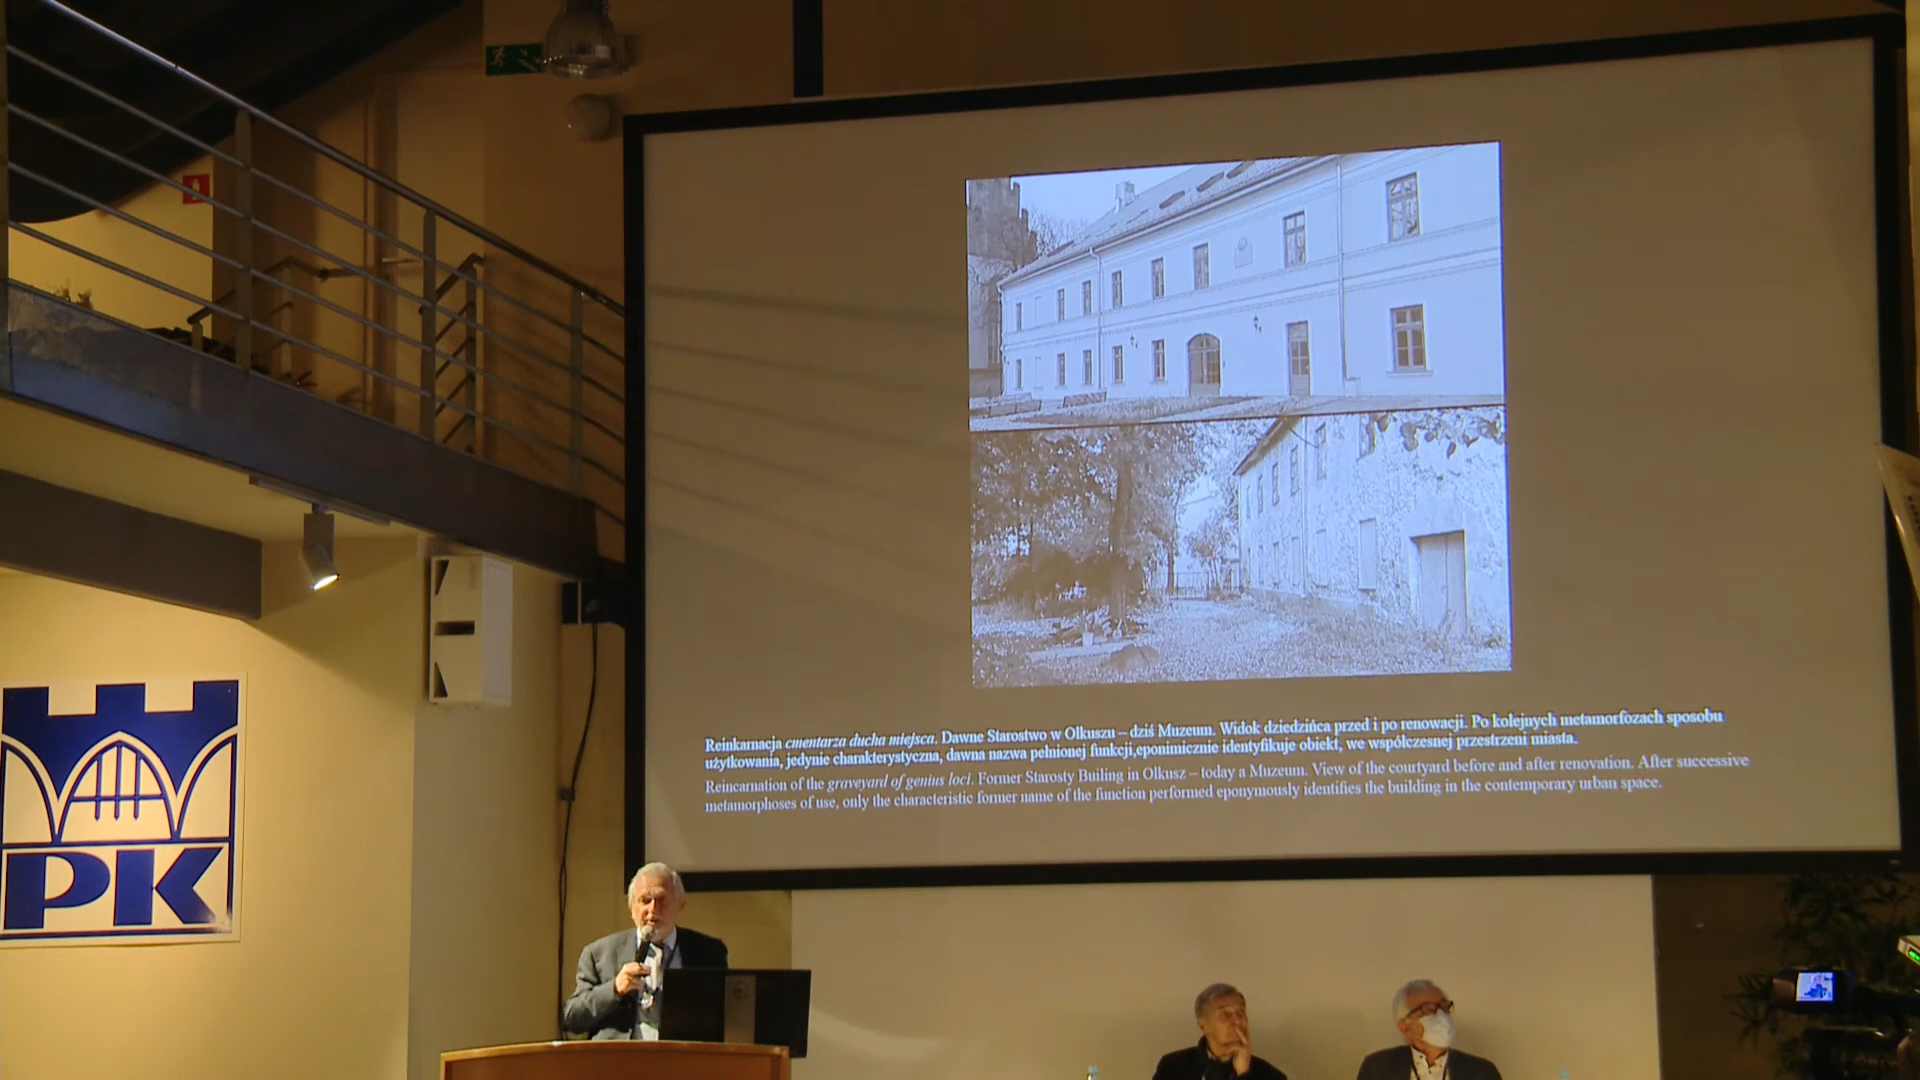 Reinkarnacja cmentarza ducha miejsca. Dawne Starostwo w Olkuszu – dziś Muzeum. Widok dziedzińca przed i po renowacji. Po kolejnych metamorfozach sposobu
użytkowania, jedynie charakterystyczna, dawna nazwa pełnionej funkcji,eponimicznie identyfikuje obiekt, we współczesnej przestrzeni miasta.
Reincarnation of the graveyard of genius loci. Former Starosty Builing in Olkusz – today a Muzeum. View of the courtyard before and after renovation. After successive
metamorphoses of use, only the characteristic former name of the function performed eponymously identifies the building in the contemporary urban space.
PK